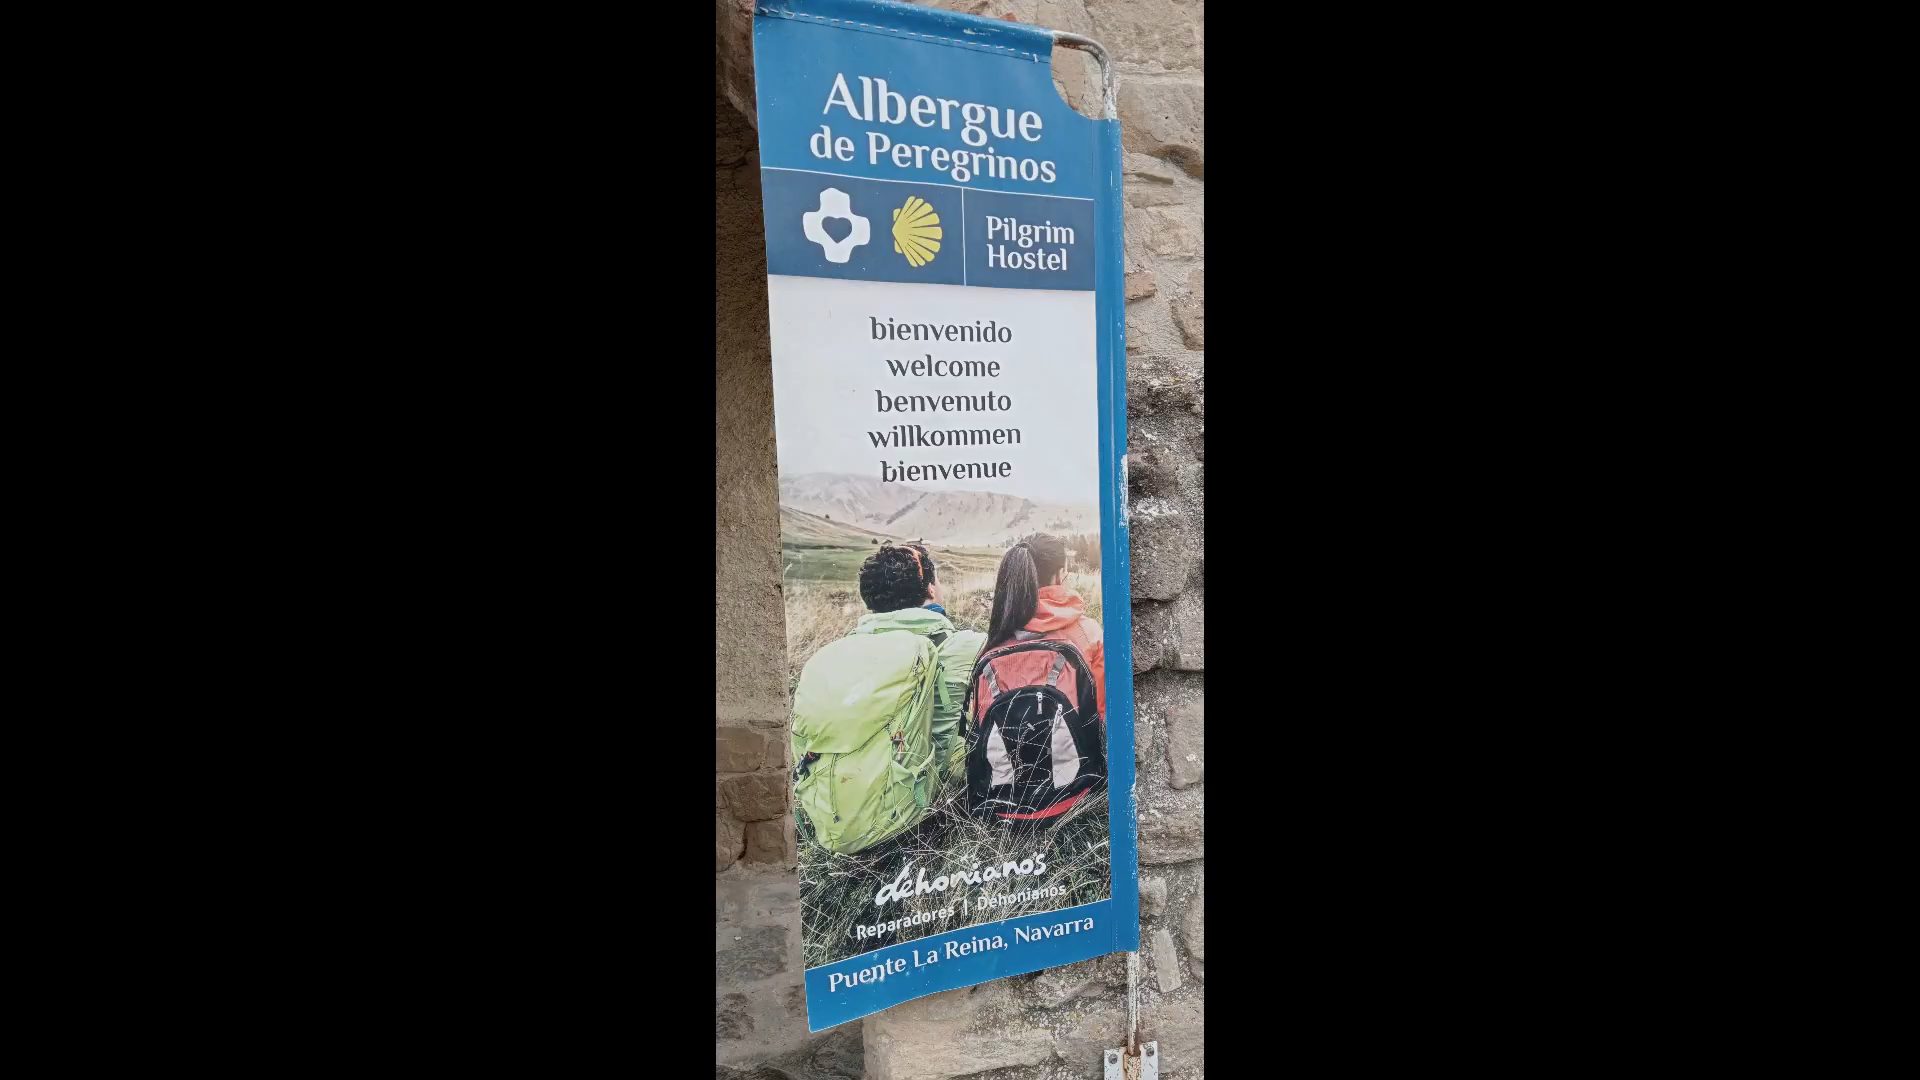 Albergue
de Peregrinos
Pilgrim
Hostel
bienvenido
welcome
benvenuto
willkommen
bienvenue
dehonianos
Reparadores | Dehonianos
Puente La Reina, Navarra